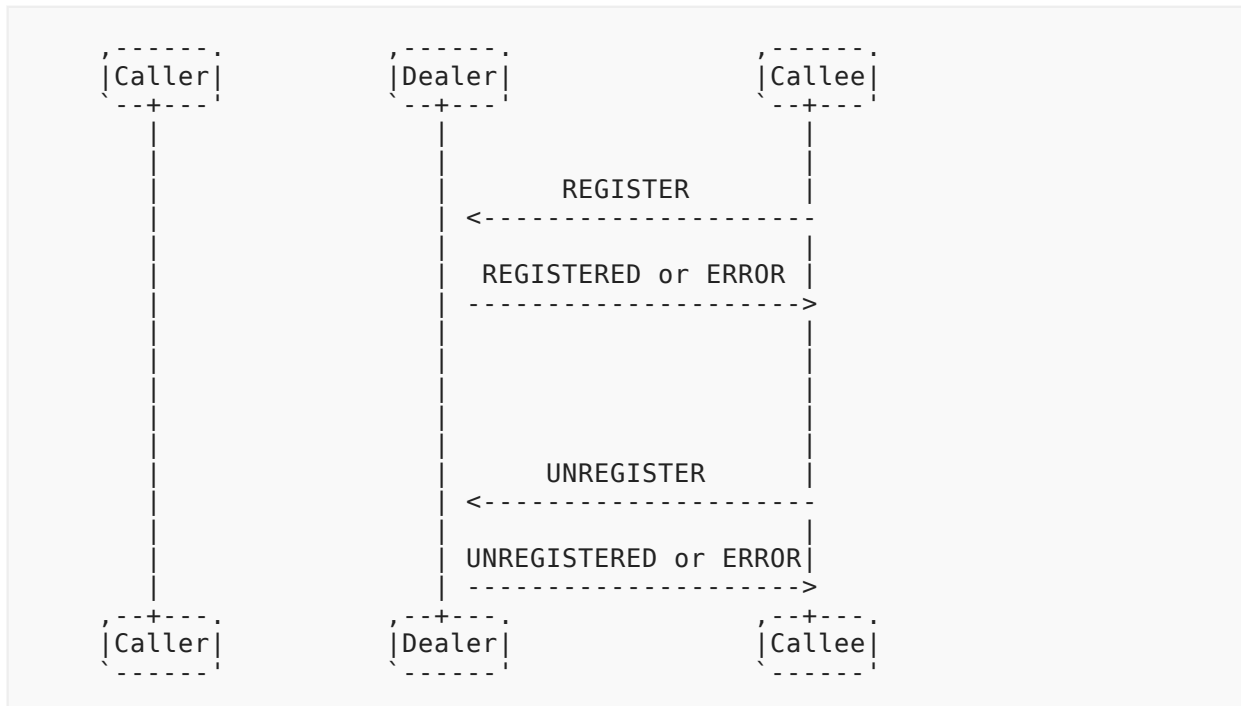 Caller Dealer Callee
REGISTER
REGISTERED or ERROR
UNREGISTER
UNREGISTERED or ERROR
Caller Dealer Callee